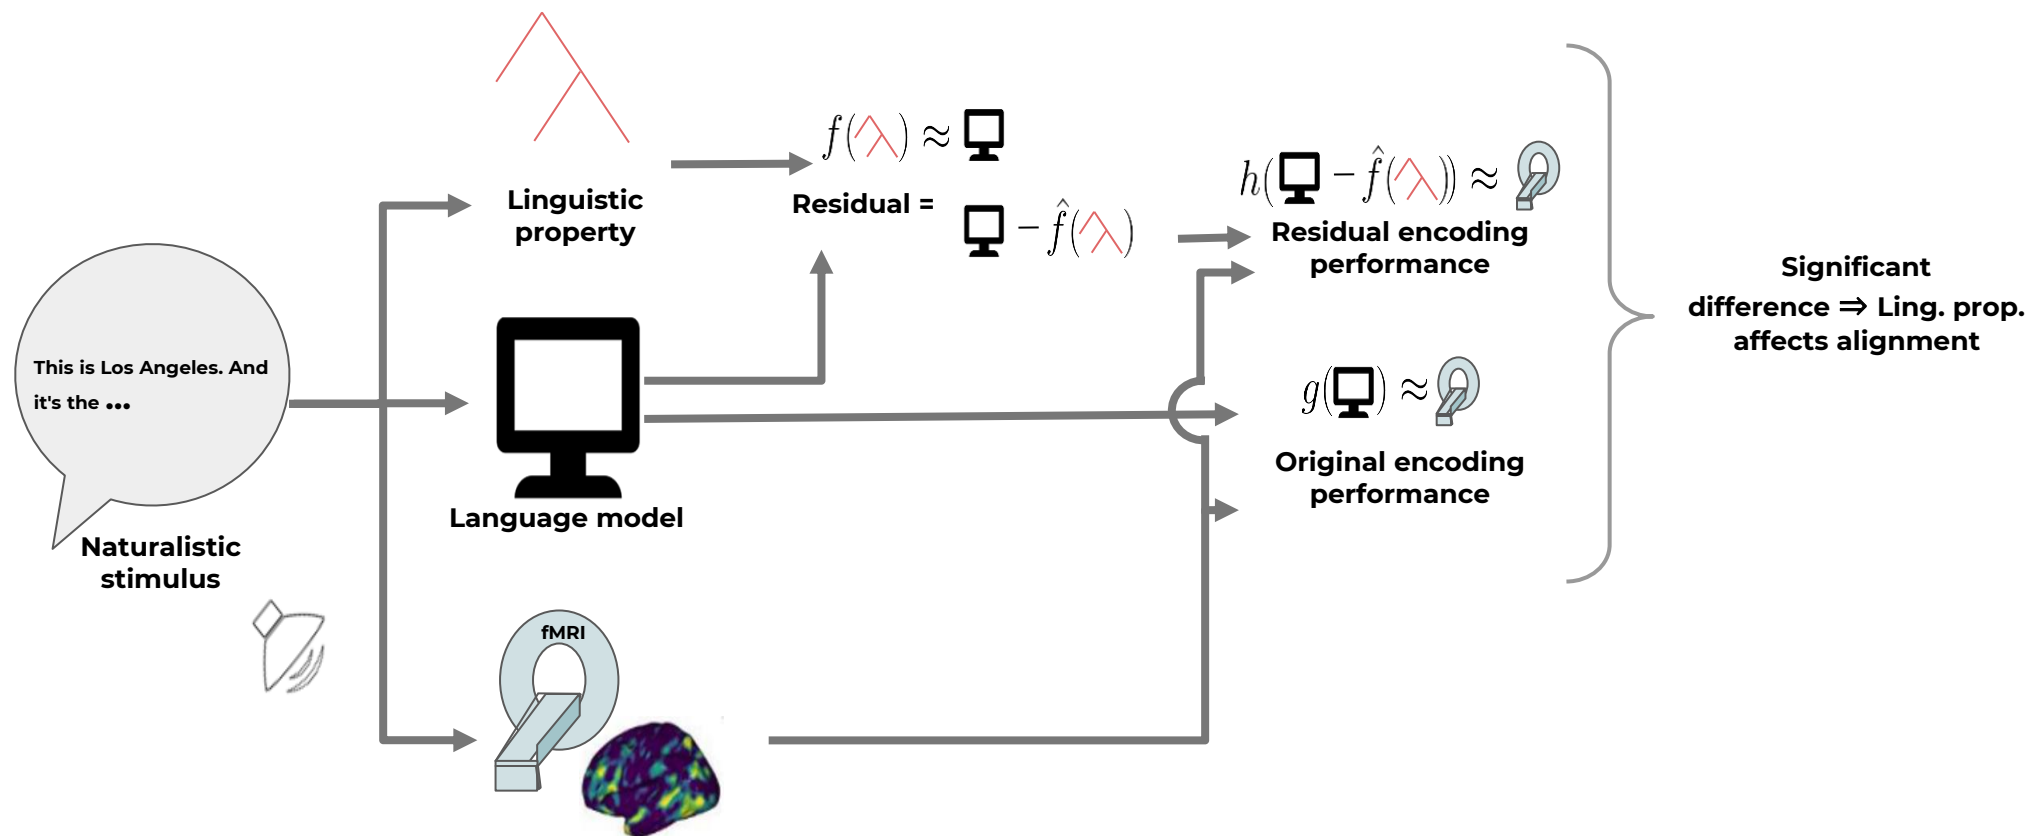 This is Los Angeles. And
it's the ...
Naturalistic
stimulus
Linguistic
property
Language model
fMRI
f( ) ≈
Residual =
− f̂( )
h( − f̂( )) ≈
Residual encoding
performance
g( ) ≈
Original encoding
performance
Significant
difference ⇒ Ling. prop.
affects alignment